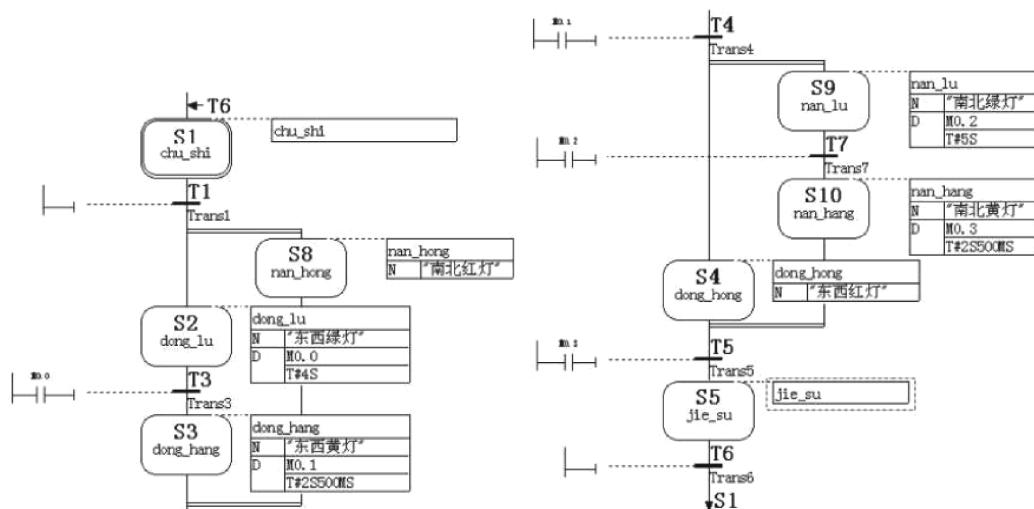 T6
S1
chu_shi
chu_shi
T1
Trans1
S8
nan_hong
nan_hong
N "南北红灯"
S2
dong_lu
dong_lu
N "东西绿灯"
D M0.0
T#4S
M0.0
T3
Trans3
S3
dong_hang
dong_hang
N "东西黄灯"
D M0.1
T#2S500MS
M0.1
T4
Trans4
S9
nan_lu
nan_lu
N "南北绿灯"
D M0.2
T#5S
M0.2
T7
Trans7
S10
nan_hang
nan_hang
N "南北黄灯"
D M0.3
T#2S500MS
S4
dong_hong
dong_hong
N "东西红灯"
T5
Trans5
S5
jie_su
jie_su
T6
Trans6
S1